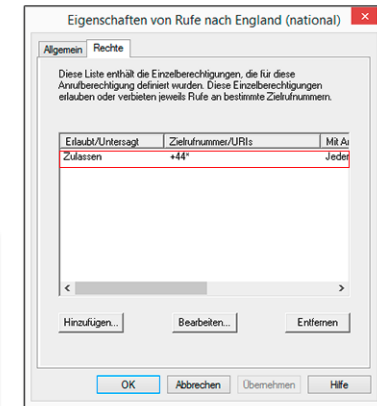 Eigenschaften von Rufe nach England (national)
Allgemein Rechte
Diese Liste enthält die Einzelberechtigungen, die für diese
Anrufberechtigung definiert wurden. Diese Einzelberechtigungen
erlauben oder verbieten jeweils Rufe an bestimmte Zielrufnummern.
Erlaubt/Untersagt Zielrufnummer/URIs Mit
Zulassen +44* Jeder
Hinzufügen... Bearbeiten... Entfernen
OK Abbrechen Übernehmen Hilfe